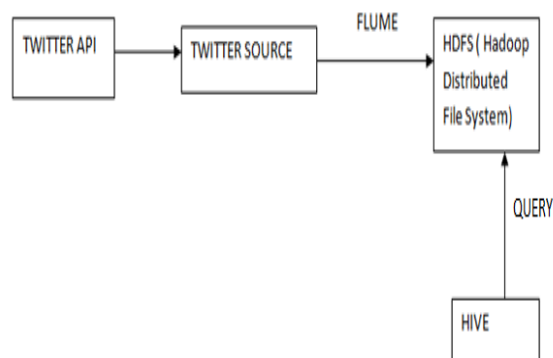 FLUME
TWITTER API
TWITTER SOURCE
HDFS ( Hadoop
Distributed
File System)
QUERY
HIVE